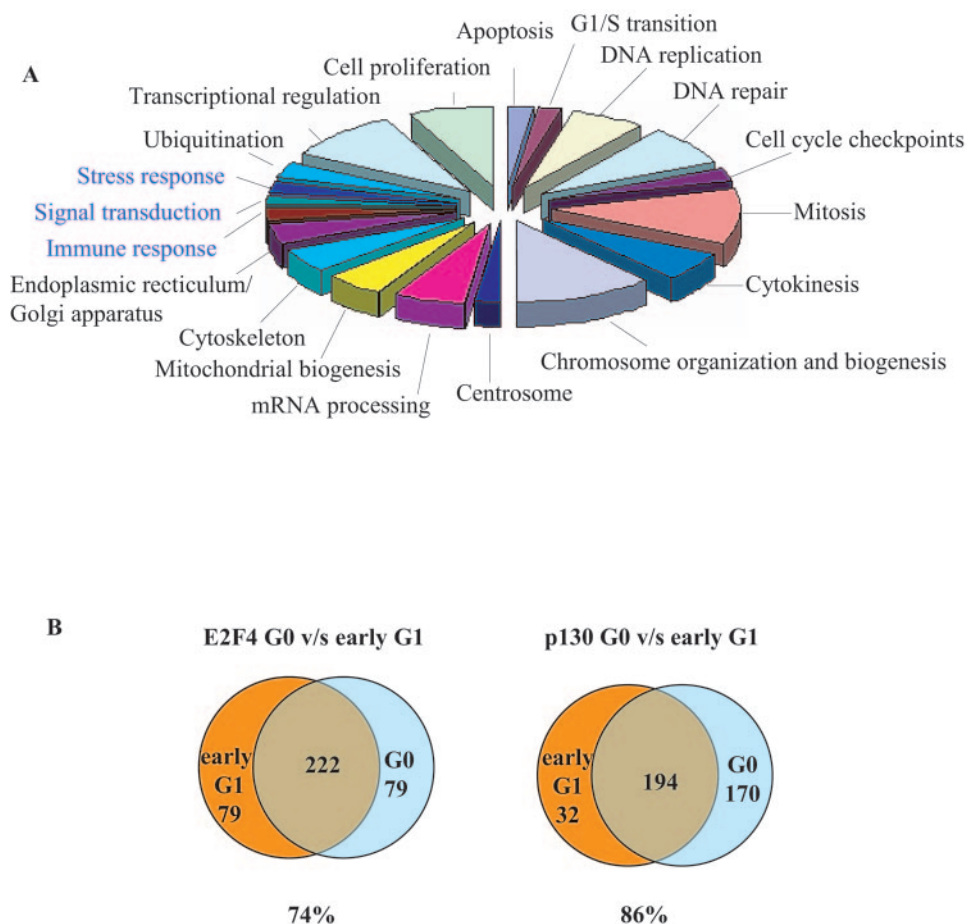 A
Apoptosis
G1/S transition
DNA replication
DNA repair
Cell cycle checkpoints
Mitosis
Cytokinesis
Chromosome organization and biogenesis
Centrosome
mRNA processing
Mitochondrial biogenesis
Cytoskeleton
Endoplasmic recticulum/
Golgi apparatus
Immune response
Signal transduction
Stress response
Ubiquitination
Transcriptional regulation
Cell proliferation
B
E2F4 G0 v/s early G1
early
G1
79
222
G0
79
74%
p130 G0 v/s early G1
early
G1
32
194
G0
170
86%